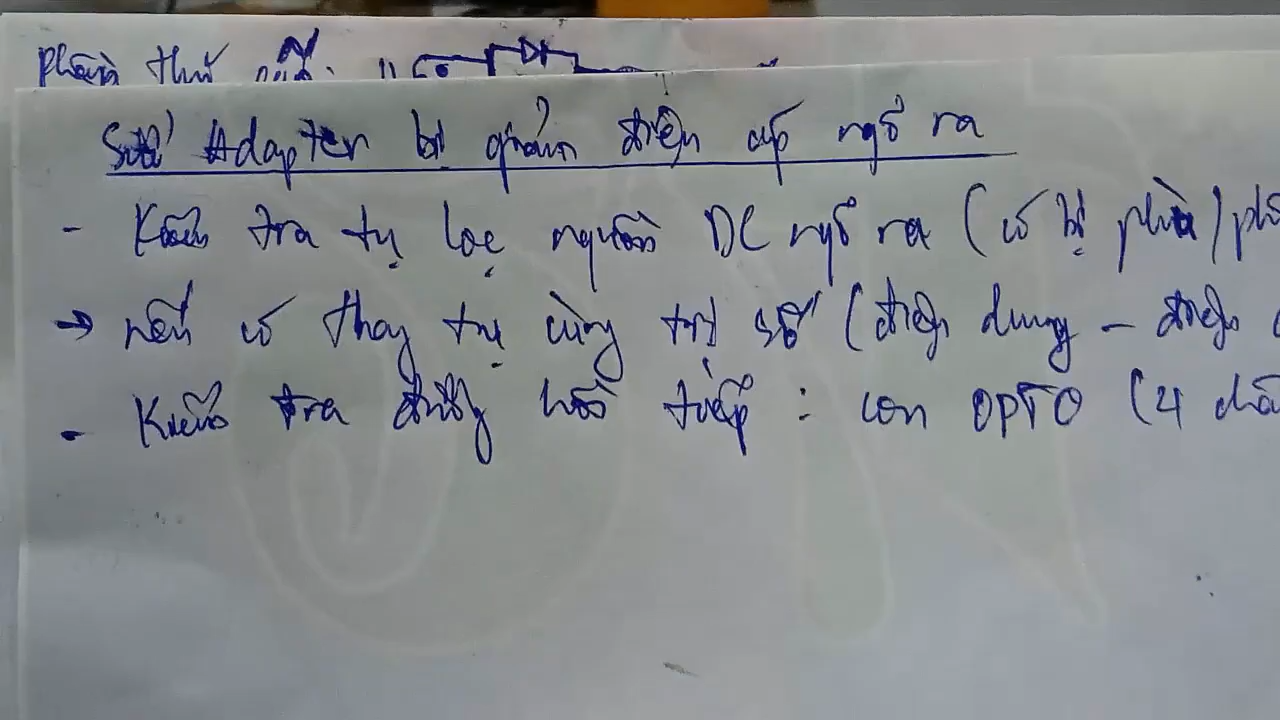 Phần thứ
Sửa Adapter bị giảm điện áp ngõ ra
- Kiểm tra tụ lọc nguồn DC ngõ ra (có bị phù)
→ nếu có thay tụ cùng trị số (điện dung - điện
- Kiểm tra đường hồi tiếp : con OPTO (4 chân